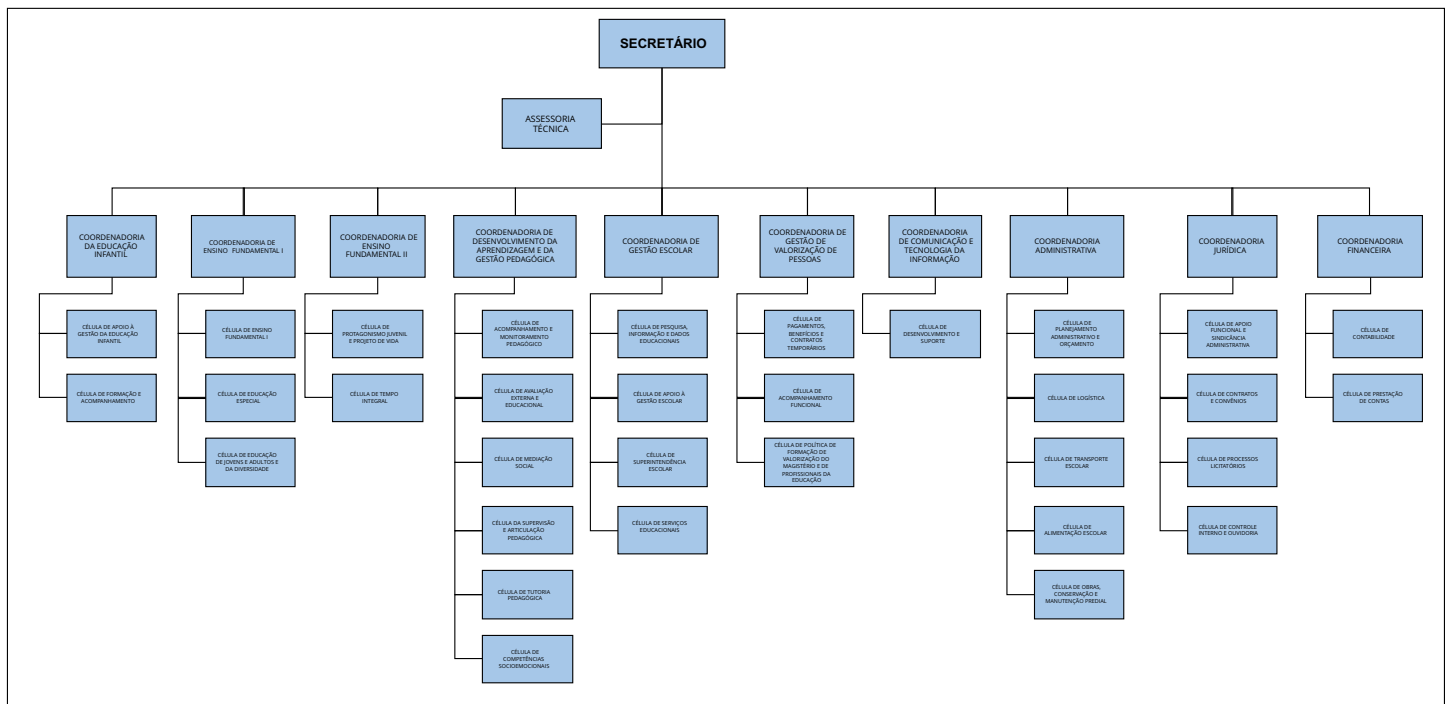 SECRETÁRIO
ASSESSORIA
TÉCNICA
COORDENADORIA
DA EDUCAÇÃO
INFANTIL
COORDENADORIA DE
ENSINO FUNDAMENTAL I
COORDENADORIA DE
ENSINO
FUNDAMENTAL II
COORDENADORIA DE
DESENVOLVIMENTO DA
APRENDIZAGEM E DA
GESTÃO PEDAGÓGICA
COORDENADORIA DE
GESTÃO ESCOLAR
COORDENADORIA DE
GESTÃO DE
VALORIZAÇÃO DE
PESSOAS
COORDENADORIA
DE COMUNICAÇÃO E
TECNOLOGIA DA
INFORMAÇÃO
COORDENADORIA
ADMINISTRATIVA
COORDENADORIA
JURÍDICA
COORDENADORIA
FINANCEIRA
CÉLULA DE APOIO À
GESTÃO DA EDUCAÇÃO
INFANTIL
CÉLULA DE FORMAÇÃO E
ACOMPANHAMENTO
CÉLULA DE ENSINO
FUNDAMENTAL I
CÉLULA DE EDUCAÇÃO
ESPECIAL
CÉLULA DE EDUCAÇÃO
DE JOVENS E ADULTOS E
DA DIVERSIDADE
CÉLULA DE
PROTAGONISMO JUVENIL
E PROJETO DE VIDA
CÉLULA DE TEMPO
INTEGRAL
CÉLULA DE
ACOMPANHAMENTO E
MONITORAMENTO
PEDAGÓGICO
CÉLULA DE AVALIAÇÃO
EXTERNA E
EDUCACIONAL
CÉLULA DE MEDIAÇÃO
SOCIAL
CÉLULA DA SUPERVISÃO
E ARTICULAÇÃO
PEDAGÓGICA
CÉLULA DE TUTORIA
PEDAGÓGICA
CÉLULA DE
COMPETÊNCIAS
SOCIOEMOCIONAIS
CÉLULA DE PESQUISA,
INFORMAÇÃO E DADOS
EDUCACIONAIS
CÉLULA DE APOIO À
GESTÃO ESCOLAR
CÉLULA DE
SUPERINTENDÊNCIA
ESCOLAR
CÉLULA DE SERVIÇOS
EDUCACIONAIS
CÉLULA DE
PAGAMENTOS,
BENEFÍCIOS E
CONTRATOS
TEMPORÁRIOS
CÉLULA DE
ACOMPANHAMENTO
FUNCIONAL
CÉLULA DE POLÍTICA DE
FORMAÇÃO DE
VALORIZAÇÃO DO
MAGISTÉRIO E DE
PROFISSIONAIS DA
EDUCAÇÃO
CÉLULA DE
DESENVOLVIMENTO E
SUPORTE
CÉLULA DE
PLANEJAMENTO
ADMINISTRATIVO E
ORÇAMENTO
CÉLULA DE LOGÍSTICA
CÉLULA DE TRANSPORTE
ESCOLAR
CÉLULA DE
ALIMENTAÇÃO ESCOLAR
CÉLULA DE OBRAS,
CONSERVAÇÃO E
MANUTENÇÃO PREDIAL
CÉLULA DE APOIO
FUNCIONAL E
SINDICÂNCIA
ADMINISTRATIVA
CÉLULA DE CONTRATOS
E CONVÊNIOS
CÉLULA DE PROCESSOS
LICITATÓRIOS
CÉLULA DE CONTROLE
INTERNO E OUVIDORIA
CÉLULA DE
CONTABILIDADE
CÉLULA DE PRESTAÇÃO
DE CONTAS